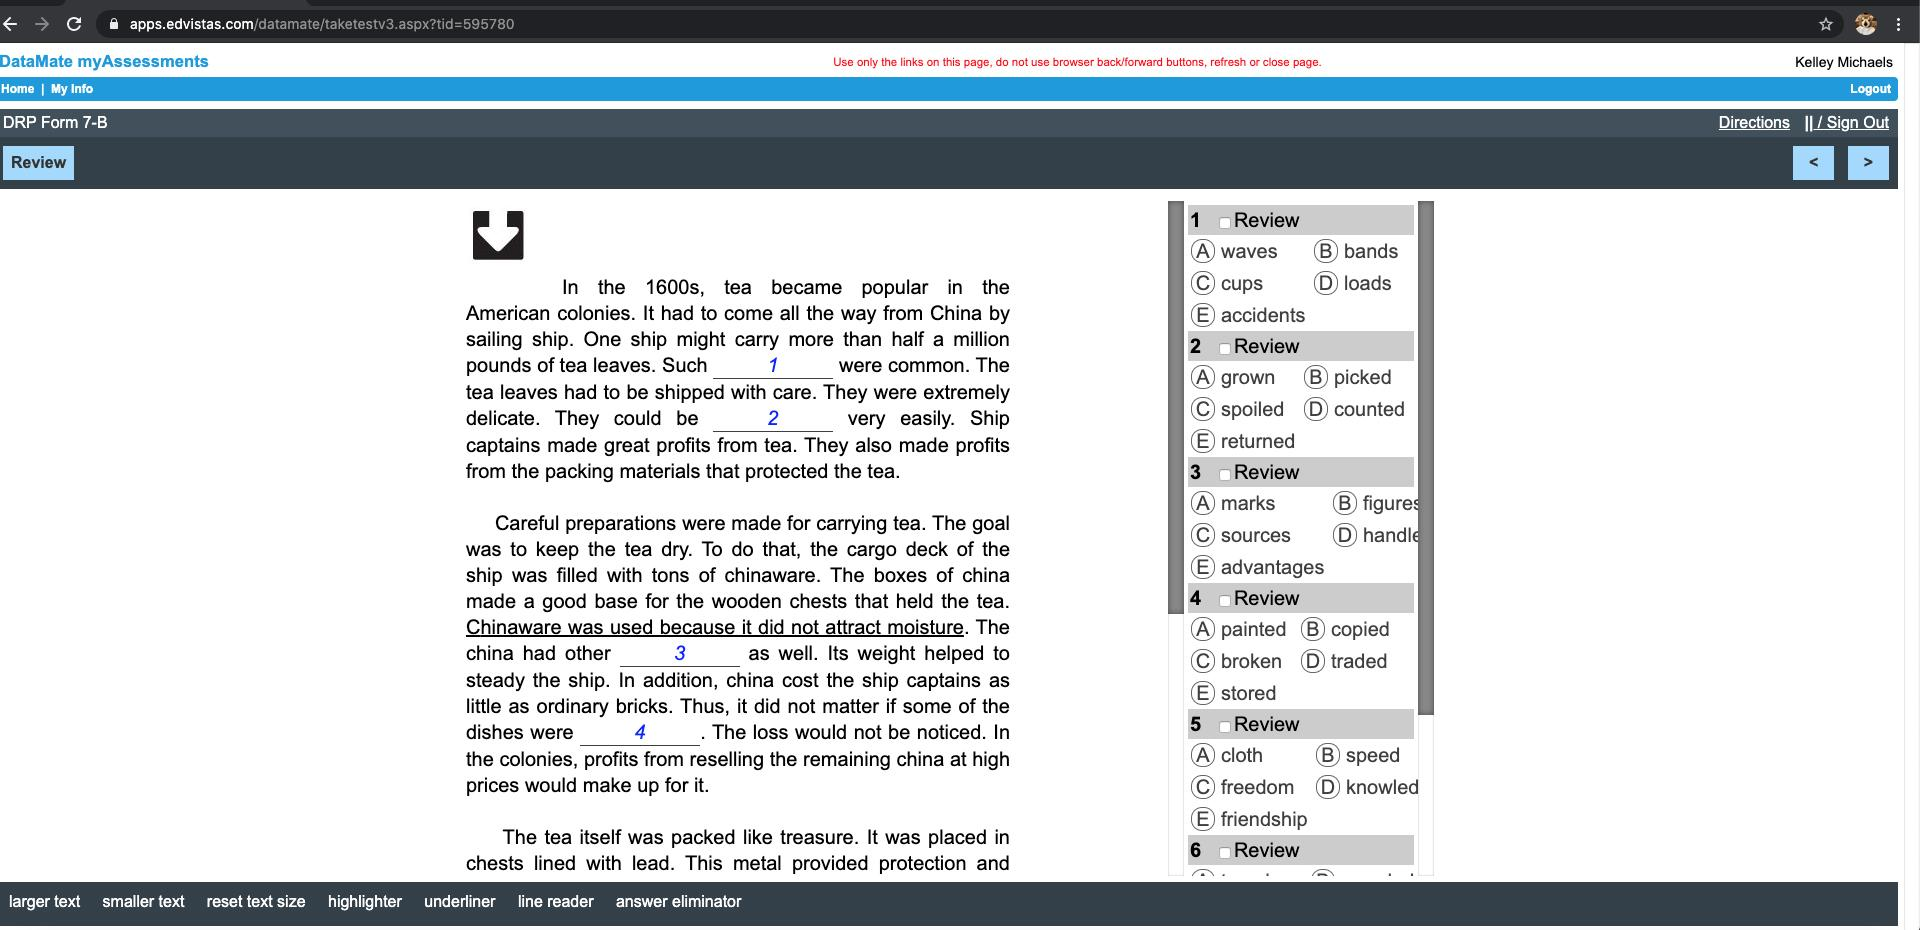 apps.edvistas.com/datamate/taketestv3.aspx?tid=595780
DataMate myAssessments
Use only the links on this page, do not use browser back/forward buttons, refresh or close page.
Kelley Michaels
Home | My Info
Logout
DRP Form 7-B
Directions || / Sign Out
Review
< >
In the 1600s, tea became popular in the
American colonies. It had to come all the way from China by
sailing ship. One ship might carry more than half a million
pounds of tea leaves. Such 1 were common. The
tea leaves had to be shipped with care. They were extremely
delicate. They could be 2 very easily. Ship
captains made great profits from tea. They also made profits
from the packing materials that protected the tea.
Careful preparations were made for carrying tea. The goal
was to keep the tea dry. To do that, the cargo deck of the
ship was filled with tons of chinaware. The boxes of china
made a good base for the wooden chests that held the tea.
Chinaware was used because it did not attract moisture. The
china had other 3 as well. Its weight helped to
steady the ship. In addition, china cost the ship captains as
little as ordinary bricks. Thus, it did not matter if some of the
dishes were 4 . The loss would not be noticed. In
the colonies, profits from reselling the remaining china at high
prices would make up for it.
The tea itself was packed like treasure. It was placed in
chests lined with lead. This metal provided protection and
1 Review
A waves B bands
C cups D loads
E accidents
2 Review
A grown B picked
C spoiled D counted
E returned
3 Review
A marks B figures
C sources D handle
E advantages
4 Review
A painted B copied
C broken D traded
E stored
5 Review
A cloth B speed
C freedom D knowled
E friendship
6 Review
larger text smaller text reset text size highlighter underliner line reader answer eliminator